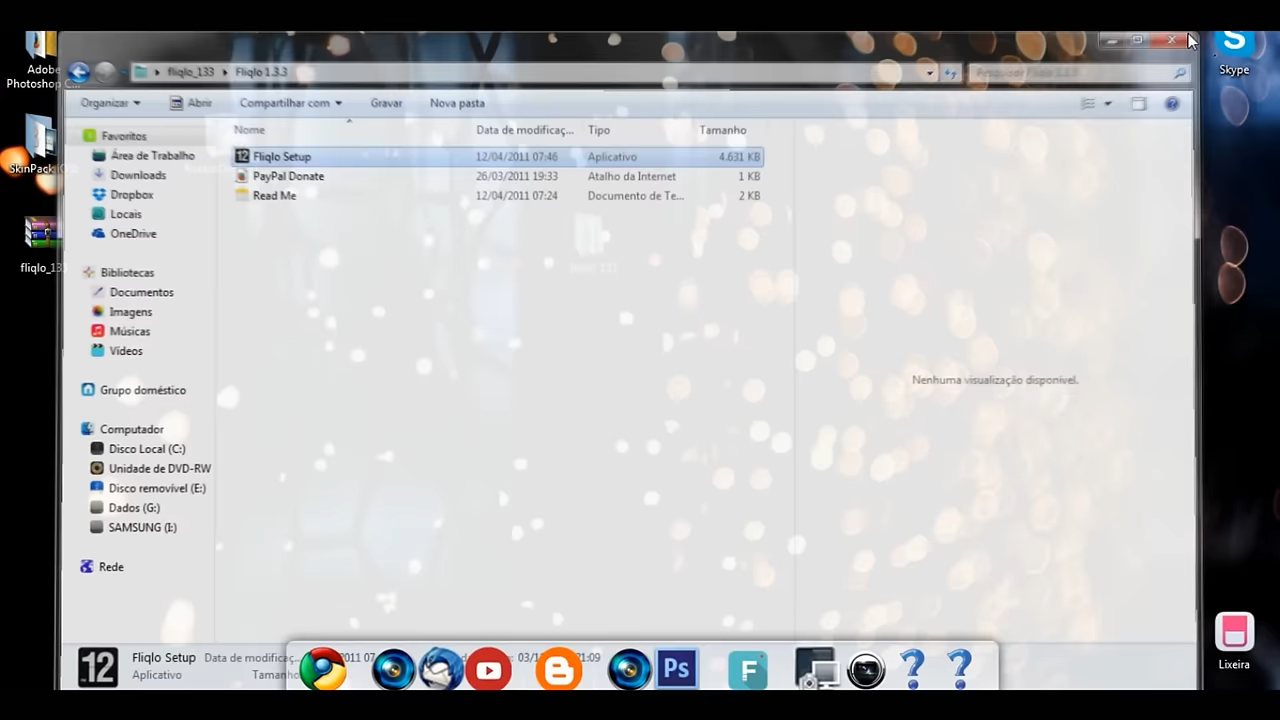 Adobe
Photoshop C...
SkinPack
fliqlo_13
Skype
Lixeira
fliqlo_133 Fliqlo 1.3.3
Organizar Abrir Compartilhar com Gravar Nova pasta
Nome Data de modificaç... Tipo Tamanho
Fliqlo Setup 12/04/2011 07:46 Aplicativo 4.631 KB
PayPal Donate 26/03/2011 19:33 Atalho da Internet 1 KB
Read Me 12/04/2011 07:24 Documento de Te... 2 KB
Favoritos
Área de Trabalho
Downloads
Dropbox
Locais
OneDrive
Bibliotecas
Documentos
Imagens
Músicas
Vídeos
Grupo doméstico
Computador
Disco Local (C:)
Unidade de DVD-RW
Disco removível (E:)
Dados (G:)
SAMSUNG (I:)
Rede
Nenhuma visualização disponível.
12 Fliqlo Setup Data de modificaç...
Aplicativo Tamanho
Ps
F